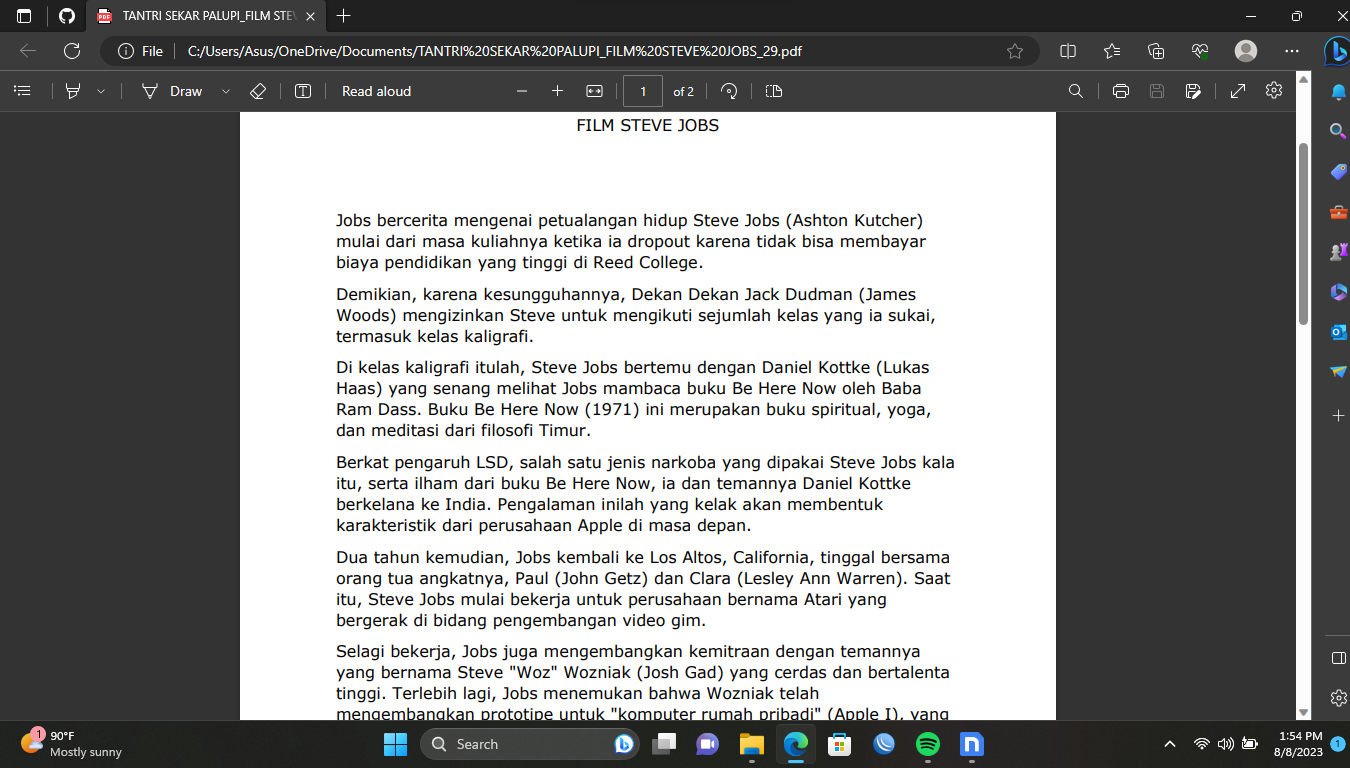 TANTRI SEKAR PALUPI_FILM STEV
File
C:/Users/Asus/OneDrive/Documents/TANTRI%20SEKAR%20PALUPI_FILM%20STEVE%20JOBS_29.pdf
Draw
Read aloud
1
of 2
FILM STEVE JOBS
Jobs bercerita mengenai petualangan hidup Steve Jobs (Ashton Kutcher)
mulai dari masa kuliahnya ketika ia dropout karena tidak bisa membayar
biaya pendidikan yang tinggi di Reed College.
Demikian, karena kesungguhannya, Dekan Dekan Jack Dudman (James
Woods) mengizinkan Steve untuk mengikuti sejumlah kelas yang ia sukai,
termasuk kelas kaligrafi.
Di kelas kaligrafi itulah, Steve Jobs bertemu dengan Daniel Kottke (Lukas
Haas) yang senang melihat Jobs mambaca buku Be Here Now oleh Baba
Ram Dass. Buku Be Here Now (1971) ini merupakan buku spiritual, yoga,
dan meditasi dari filosofi Timur.
Berkat pengaruh LSD, salah satu jenis narkoba yang dipakai Steve Jobs kala
itu, serta ilham dari buku Be Here Now, ia dan temannya Daniel Kottke
berkelana ke India. Pengalaman inilah yang kelak akan membentuk
karakteristik dari perusahaan Apple di masa depan.
Dua tahun kemudian, Jobs kembali ke Los Altos, California, tinggal bersama
orang tua angkatnya, Paul (John Getz) dan Clara (Lesley Ann Warren). Saat
itu, Steve Jobs mulai bekerja untuk perusahaan bernama Atari yang
bergerak di bidang pengembangan video gim.
Selagi bekerja, Jobs juga mengembangkan kemitraan dengan temannya
yang bernama Steve "Woz" Wozniak (Josh Gad) yang cerdas dan bertalenta
tinggi. Terlebih lagi, Jobs menemukan bahwa Wozniak telah
mengembangkan prototipe untuk "komputer rumah pribadi" (Apple I), yang
1
90°F
Mostly sunny
Search
1:54 PM
8/8/2023
1